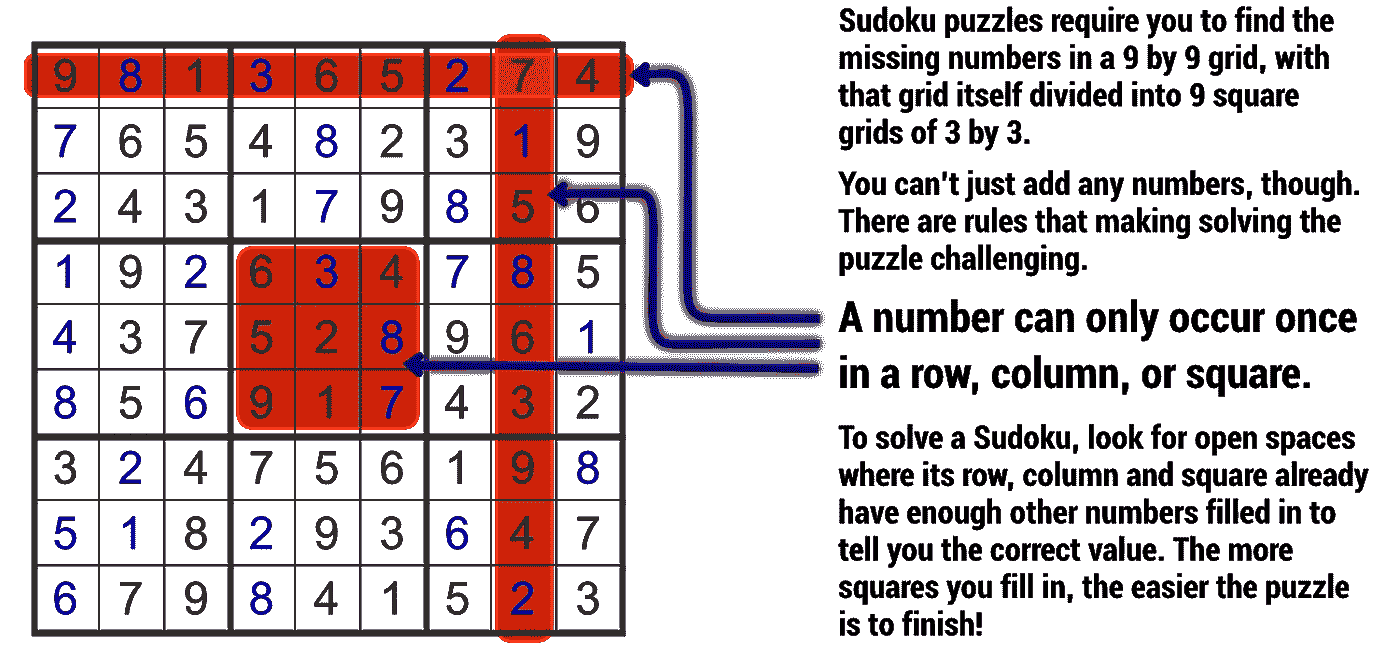 9 8 1 3 6 5 2 7 4
7 6 5 4 8 2 3 1 9
2 4 3 1 7 9 8 5 6
1 9 2 6 3 4 7 8 5
4 3 7 5 2 8 9 6 1
8 5 6 9 1 7 4 3 2
3 2 4 7 5 6 1 9 8
5 1 8 2 9 3 6 4 7
6 7 9 8 4 1 5 2 3
Sudoku puzzles require you to find the
missing numbers in a 9 by 9 grid, with
that grid itself divided into 9 square
grids of 3 by 3.
You can't just add any numbers, though.
There are rules that making solving the
puzzle challenging.
A number can only occur once
in a row, column, or square.
To solve a Sudoku, look for open spaces
where its row, column and square already
have enough other numbers filled in to
tell you the correct value. The more
squares you fill in, the easier the puzzle
is to finish!